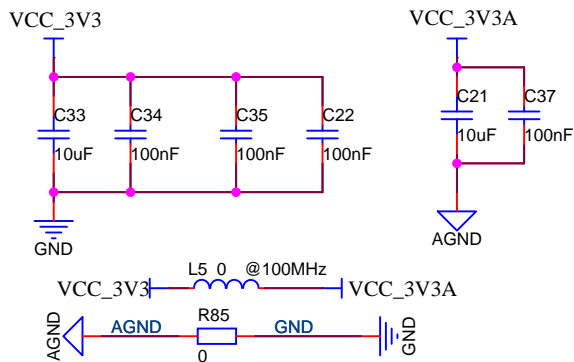 VCC_3V3
VCC_3V3A
C33
C34
C35
C22
C21
C37
10uF
100nF
100nF
100nF
10uF
100nF
GND
AGND
L5 0 @100MHz
VCC_3V3
VCC_3V3A
AGND
AGND
R85
GND
GND
0